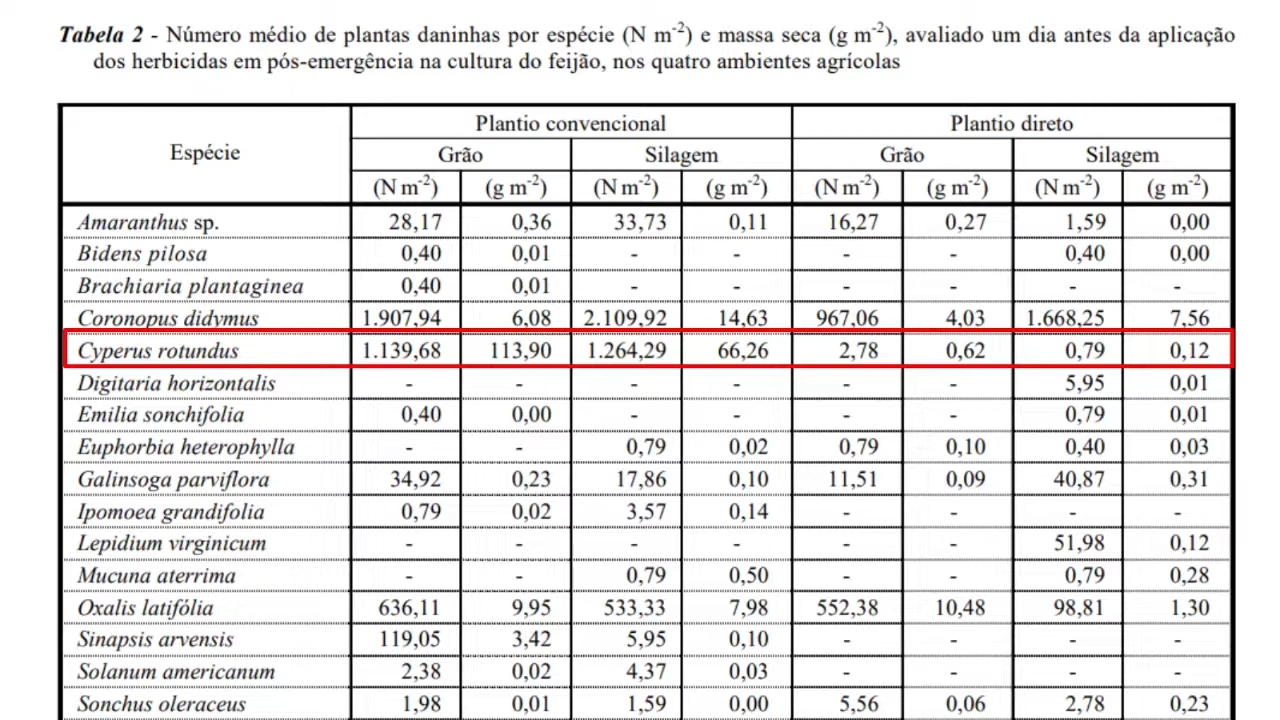 Tabela 2 - Número médio de plantas daninhas por espécie (N m-2) e massa seca (g m-2), avaliado um dia antes da aplicação
dos herbicidas em pós-emergência na cultura do feijão, nos quatro ambientes agrícolas
Espécie Plantio convencional Plantio direto
Grão Silagem Grão Silagem
(N m-2) (g m-2) (N m-2) (g m-2) (N m-2) (g m-2) (N m-2) (g m-2)
Amaranthus sp. 28,17 0,36 33,73 0,11 16,27 0,27 1,59 0,00
Bidens pilosa 0,40 0,01 - - - - 0,40 0,00
Brachiaria plantaginea 0,40 0,01 - - - - - -
Coronopus didymus 1.907,94 6,08 2.109,92 14,63 967,06 4,03 1.668,25 7,56
Cyperus rotundus 1.139,68 113,90 1.264,29 66,26 2,78 0,62 0,79 0,12
Digitaria horizontalis - - - - - - 5,95 0,01
Emilia sonchifolia 0,40 0,00 - - - - 0,79 0,01
Euphorbia heterophylla - - 0,79 0,02 0,79 0,10 0,40 0,03
Galinsoga parviflora 34,92 0,23 17,86 0,10 11,51 0,09 40,87 0,31
Ipomoea grandifolia 0,79 0,02 3,57 0,14 - - - -
Lepidium virginicum - - - - - - 51,98 0,12
Mucuna aterrima - - 0,79 0,50 - - 0,79 0,28
Oxalis latifólia 636,11 9,95 533,33 7,98 552,38 10,48 98,81 1,30
Sinapsis arvensis 119,05 3,42 5,95 0,10 - - - -
Solanum americanum 2,38 0,02 4,37 0,03 - - - -
Sonchus oleraceus 1,98 0,01 1,59 0,00 5,56 0,06 2,78 0,23